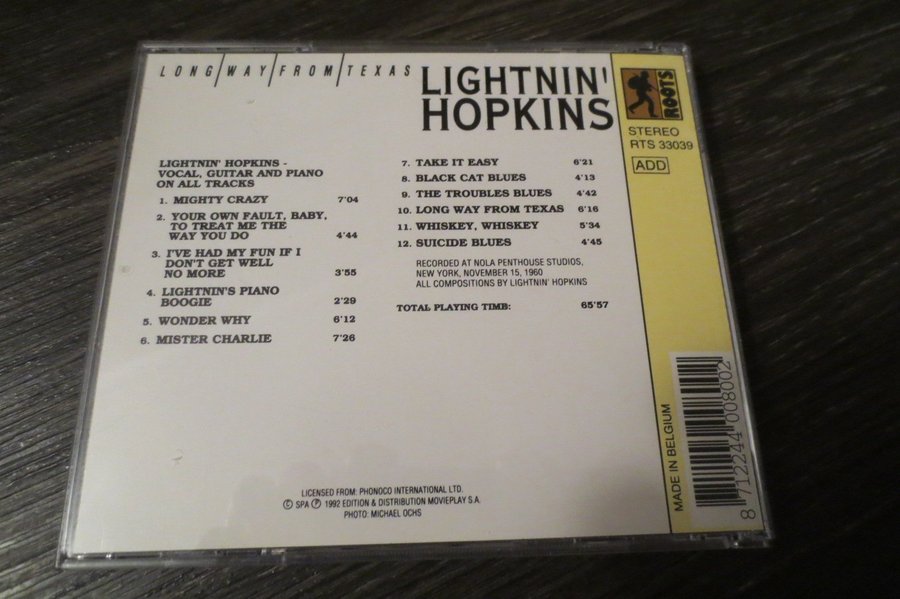 LONG/WAY/FROM/TEXAS
LIGHTNIN'
HOPKINS
LIGHTNIN' HOPKINS -
VOCAL, GUITAR AND PIANO
ON ALL TRACKS
1. MIGHTY CRAZY 7'04
2. YOUR OWN FAULT, BABY,
TO TREAT ME THE
WAY YOU DO 4'44
3. I'VE HAD MY FUN IF I
DON'T GET WELL
NO MORE 3'55
4. LIGHTNIN'S PIANO
BOOGIE 2'29
5. WONDER WHY 6'12
6. MISTER CHARLIE 7'26
7. TAKE IT EASY 6'21
8. BLACK CAT BLUES 4'13
9. THE TROUBLES BLUES 4'42
10. LONG WAY FROM TEXAS 6'16
11. WHISKEY, WHISKEY 5'34
12. SUICIDE BLUES 4'45
RECORDED AT NOLA PENTHOUSE STUDIOS,
NEW YORK, NOVEMBER 15, 1960
ALL COMPOSITIONS BY LIGHTNIN' HOPKINS
TOTAL PLAYING TIME: 65'57
LICENSED FROM: PHONOCO INTERNATIONAL LTD.
© SPA ℗ 1992 EDITION & DISTRIBUTION MOVIEPLAY S.A.
PHOTO: MICHAEL OCHS
ROOTS
STEREO
RTS 33039
ADD
MADE IN BELGIUM
8 712244 008002